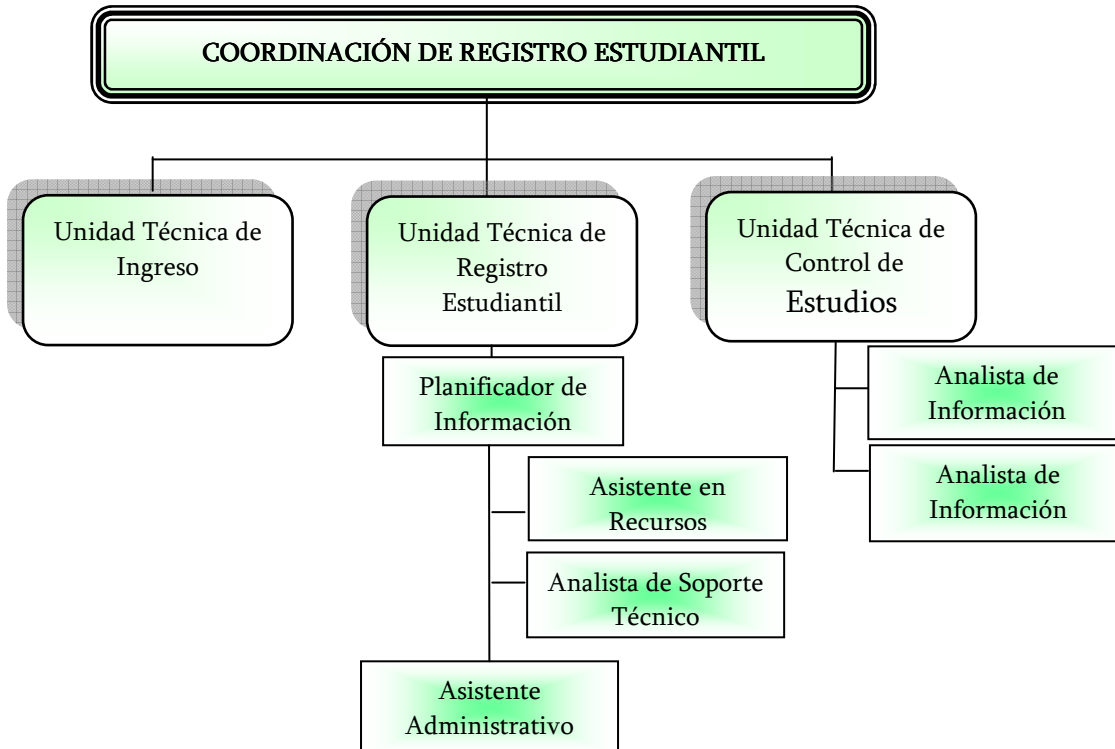 COORDINACIÓN DE REGISTRO ESTUDIANTIL
Unidad Técnica de
Ingreso
Unidad Técnica de
Registro
Estudiantil
Unidad Técnica de
Control de
Estudios
Planificador de
Información
Analista de
Información
Analista de
Información
Asistente en
Recursos
Analista de Soporte
Técnico
Asistente
Administrativo